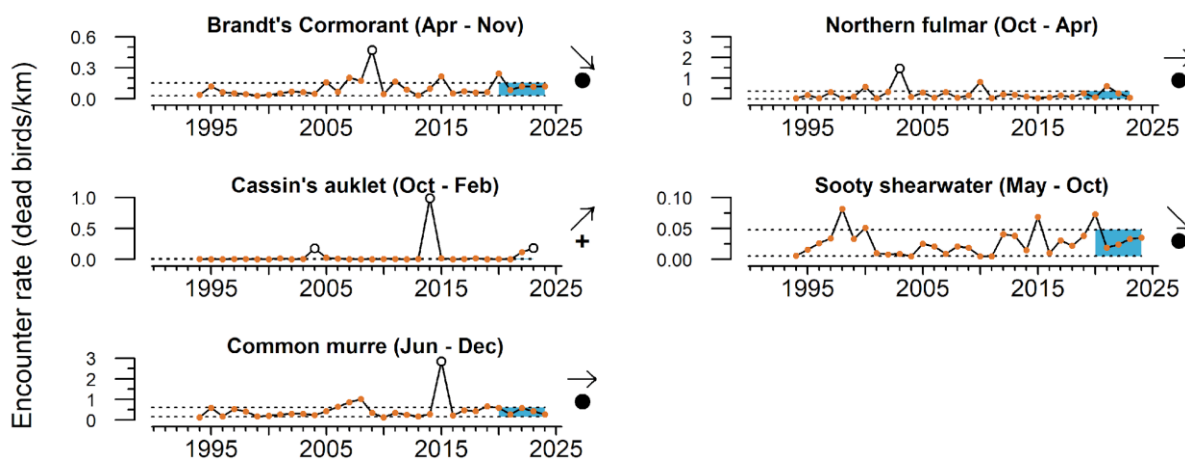 Encounter rate (dead birds/km)
Brandt's Cormorant (Apr - Nov)
0.6
0.3
0.0
1995 2005 2015 2025
Northern fulmar (Oct - Apr)
3
2
1
0
1995 2005 2015 2025
Cassin's auklet (Oct - Feb)
1.0
0.5
0.0
+
1995 2005 2015 2025
Sooty shearwater (May - Oct)
0.10
0.05
0.00
1995 2005 2015 2025
Common murre (Jun - Dec)
3
2
1
0
1995 2005 2015 2025